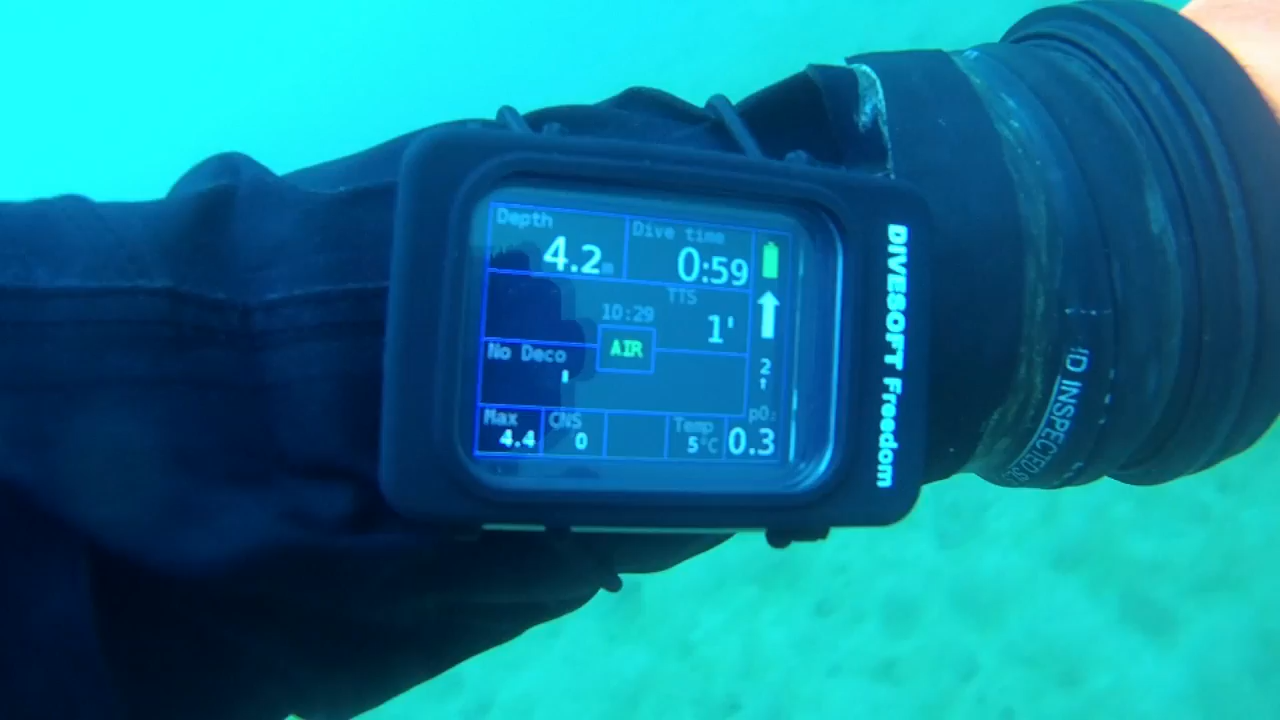 Depth
4.2m
Dive time
0:59
TTS
1'
10:29
AIR
No Deco
2
Max
4.4
CNS
0
Temp
5°C
pO₂
0.3
DIVESOFT Freedom
ID INSPECTED